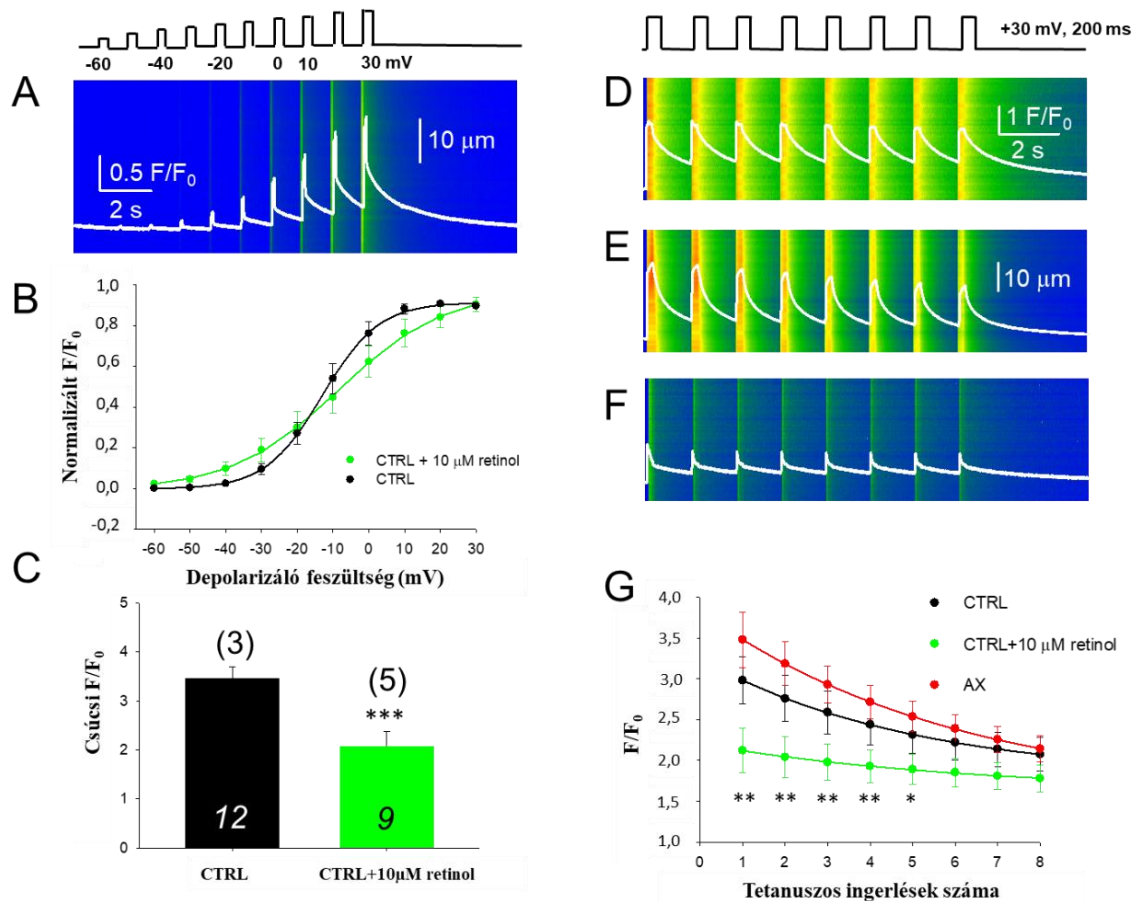 -60 -40 -20 0 10 30 mV
A
10 µm
0.5 F/F0
2 s
B
Normalizált F/F0
1,0
0,8
0,6
0,4
0,2
0,0
-0,2
CTRL + 10 µM retinol
CTRL
-60 -50 -40 -30 -20 -10 0 10 20 30
Depolarizáló feszültség (mV)
C
Csúcsi F/F0
5
4
3
2
1
0
(3)
(5)
***
12
9
CTRL
CTRL+10µM retinol
+30 mV, 200 ms
D
1 F/F0
2 s
E
10 µm
F
G
F/F0
4,0
3,5
3,0
2,5
2,0
1,5
1,0
CTRL
CTRL+10 µM retinol
AX
** ** ** ** *
0 1 2 3 4 5 6 7 8
Tetanuszos ingerlések száma